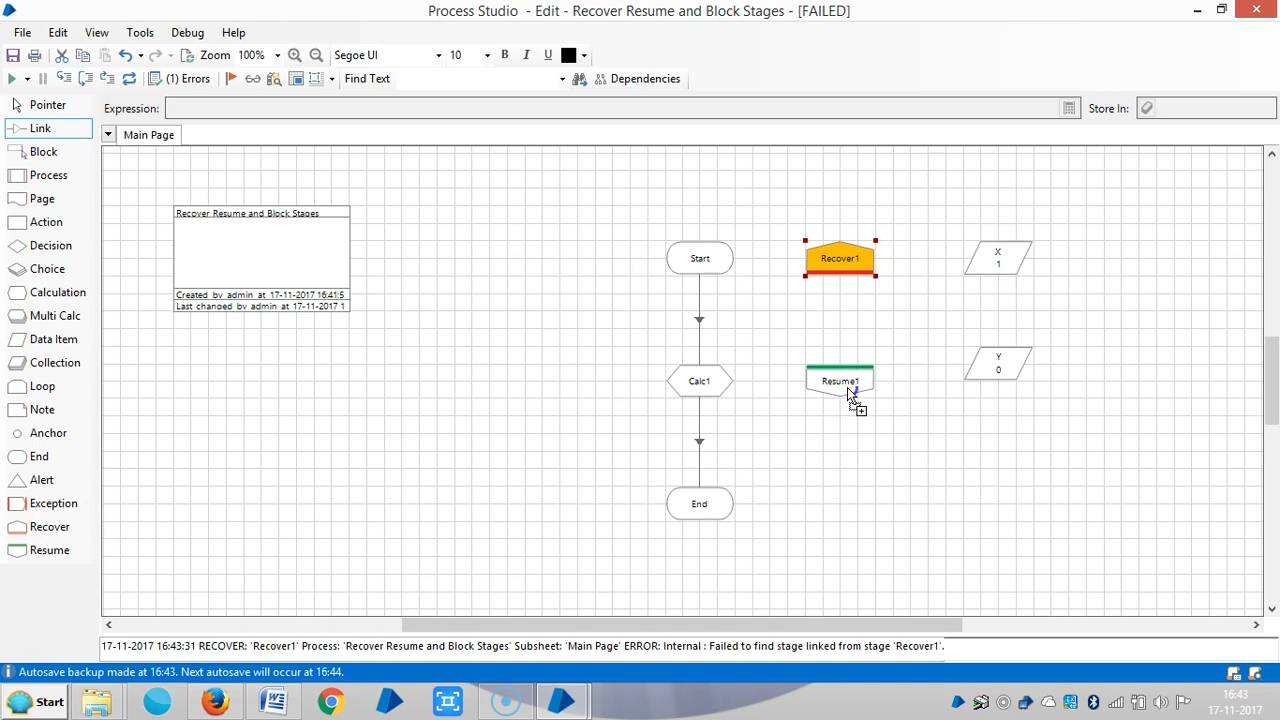 Process Studio - Edit - Recover Resume and Block Stages - [FAILED]
File Edit View Tools Debug Help
Zoom 100% Segoe UI 10 B I U
(1) Errors Find Text Dependencies
Expression: Store In:
Pointer
Link
Block
Process
Page
Action
Decision
Choice
Calculation
Multi Calc
Data Item
Collection
Loop
Note
Anchor
End
Alert
Exception
Recover
Resume
Main Page
Recover Resume and Block Stages
Created by admin at 17-11-2017 16:41:5
Last changed by admin at 17-11-2017 1
Start
Calc1
End
Recover1
Resume1
X
1
Y
0
17-11-2017 16:43:31 RECOVER: 'Recover1' Process: 'Recover Resume and Block Stages' Subsheet: 'Main Page' ERROR: Internal : Failed to find stage linked from stage 'Recover1'.
Autosave backup made at 16:43. Next autosave will occur at 16:44.
Start
16:43
17-11-2017